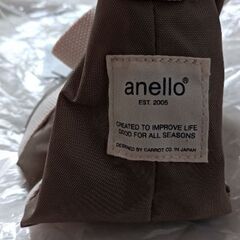 anello®
EST. 2005
CREATED TO IMPROVE LIFE
GOOD FOR ALL SEASONS
DESIGNED BY CARROT CO. IN JAPAN